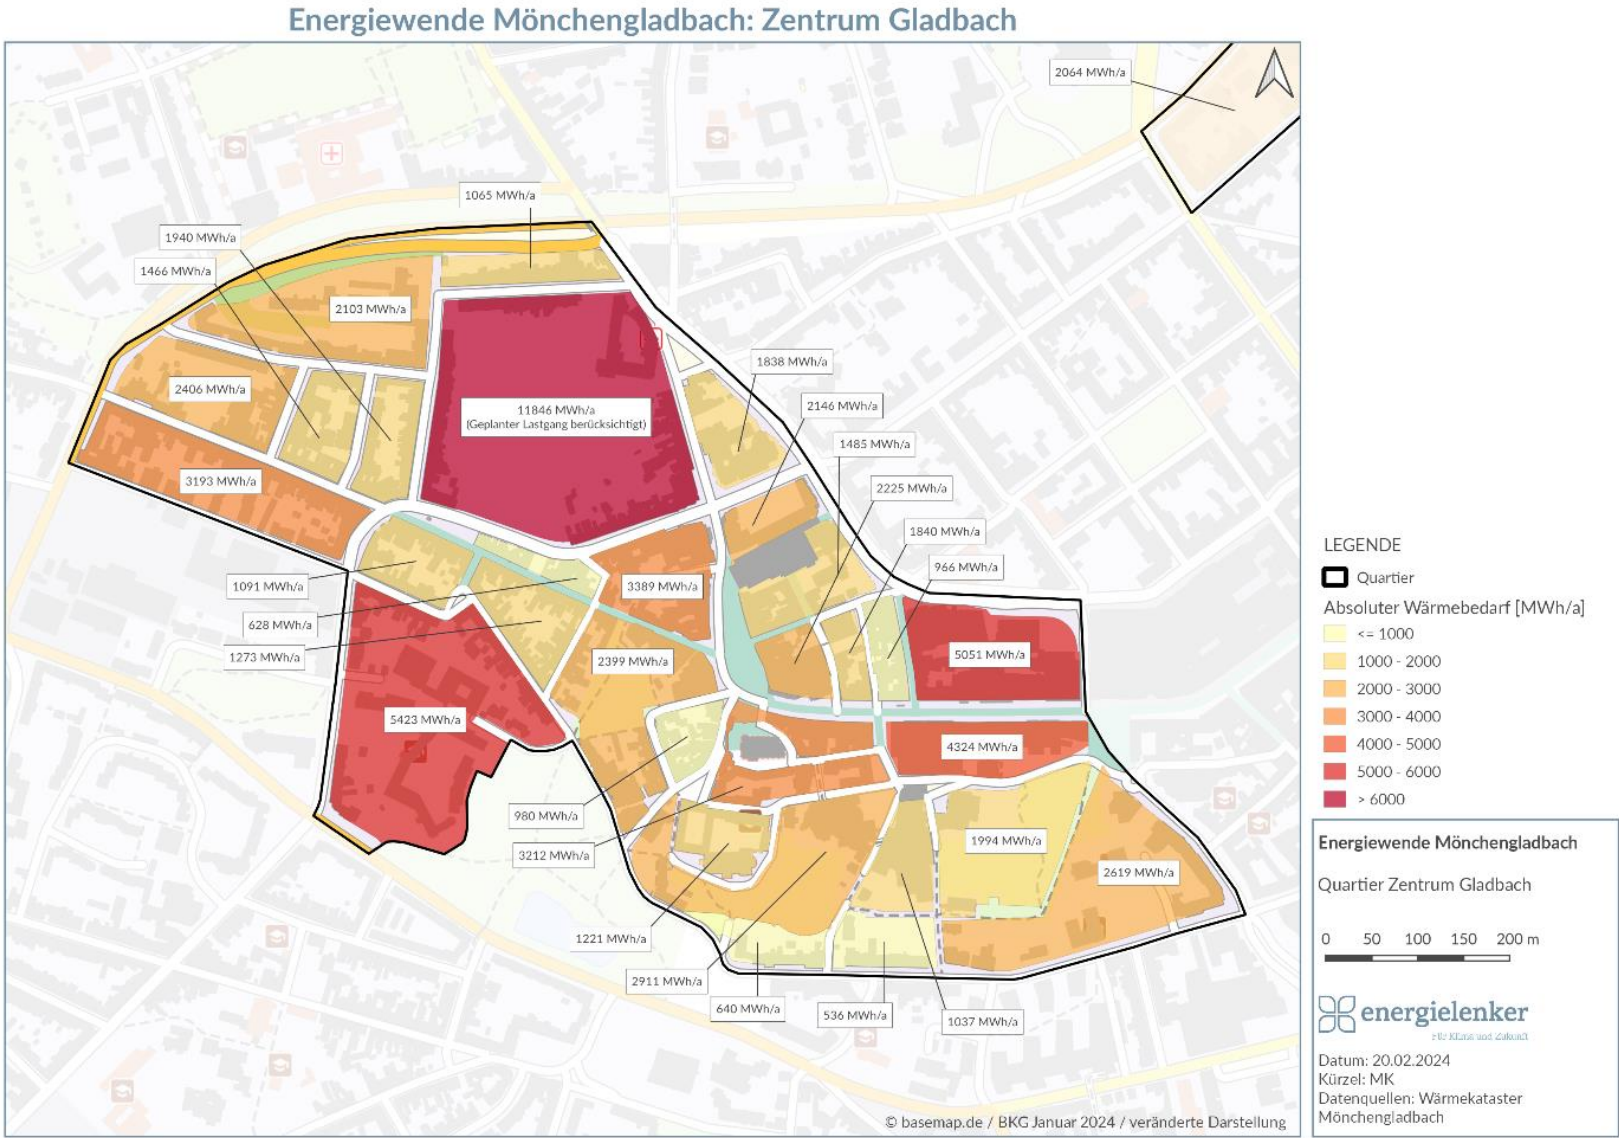 Energiewende Mönchengladbach: Zentrum Gladbach
2064 MWh/a
1065 MWh/a
1940 MWh/a
1466 MWh/a
2103 MWh/a
1838 MWh/a
2406 MWh/a
11846 MWh/a
(Geplanter Lastgang berücksichtigt)
2146 MWh/a
1485 MWh/a
3193 MWh/a
2225 MWh/a
1840 MWh/a
966 MWh/a
1091 MWh/a
3389 MWh/a
628 MWh/a
1273 MWh/a
2399 MWh/a
5051 MWh/a
5423 MWh/a
4324 MWh/a
980 MWh/a
1994 MWh/a
3212 MWh/a
2619 MWh/a
1221 MWh/a
2911 MWh/a
640 MWh/a
536 MWh/a
1037 MWh/a
© basemap.de / BKG Januar 2024 / veränderte Darstellung
LEGENDE
Quartier
Absoluter Wärmebedarf [MWh/a]
<= 1000
1000 - 2000
2000 - 3000
3000 - 4000
4000 - 5000
5000 - 6000
> 6000
Energiewende Mönchengladbach
Quartier Zentrum Gladbach
0 50 100 150 200 m
energielenker
Für Klima und Zukunft
Datum: 20.02.2024
Kürzel: MK
Datenquellen: Wärmekataster
Mönchengladbach